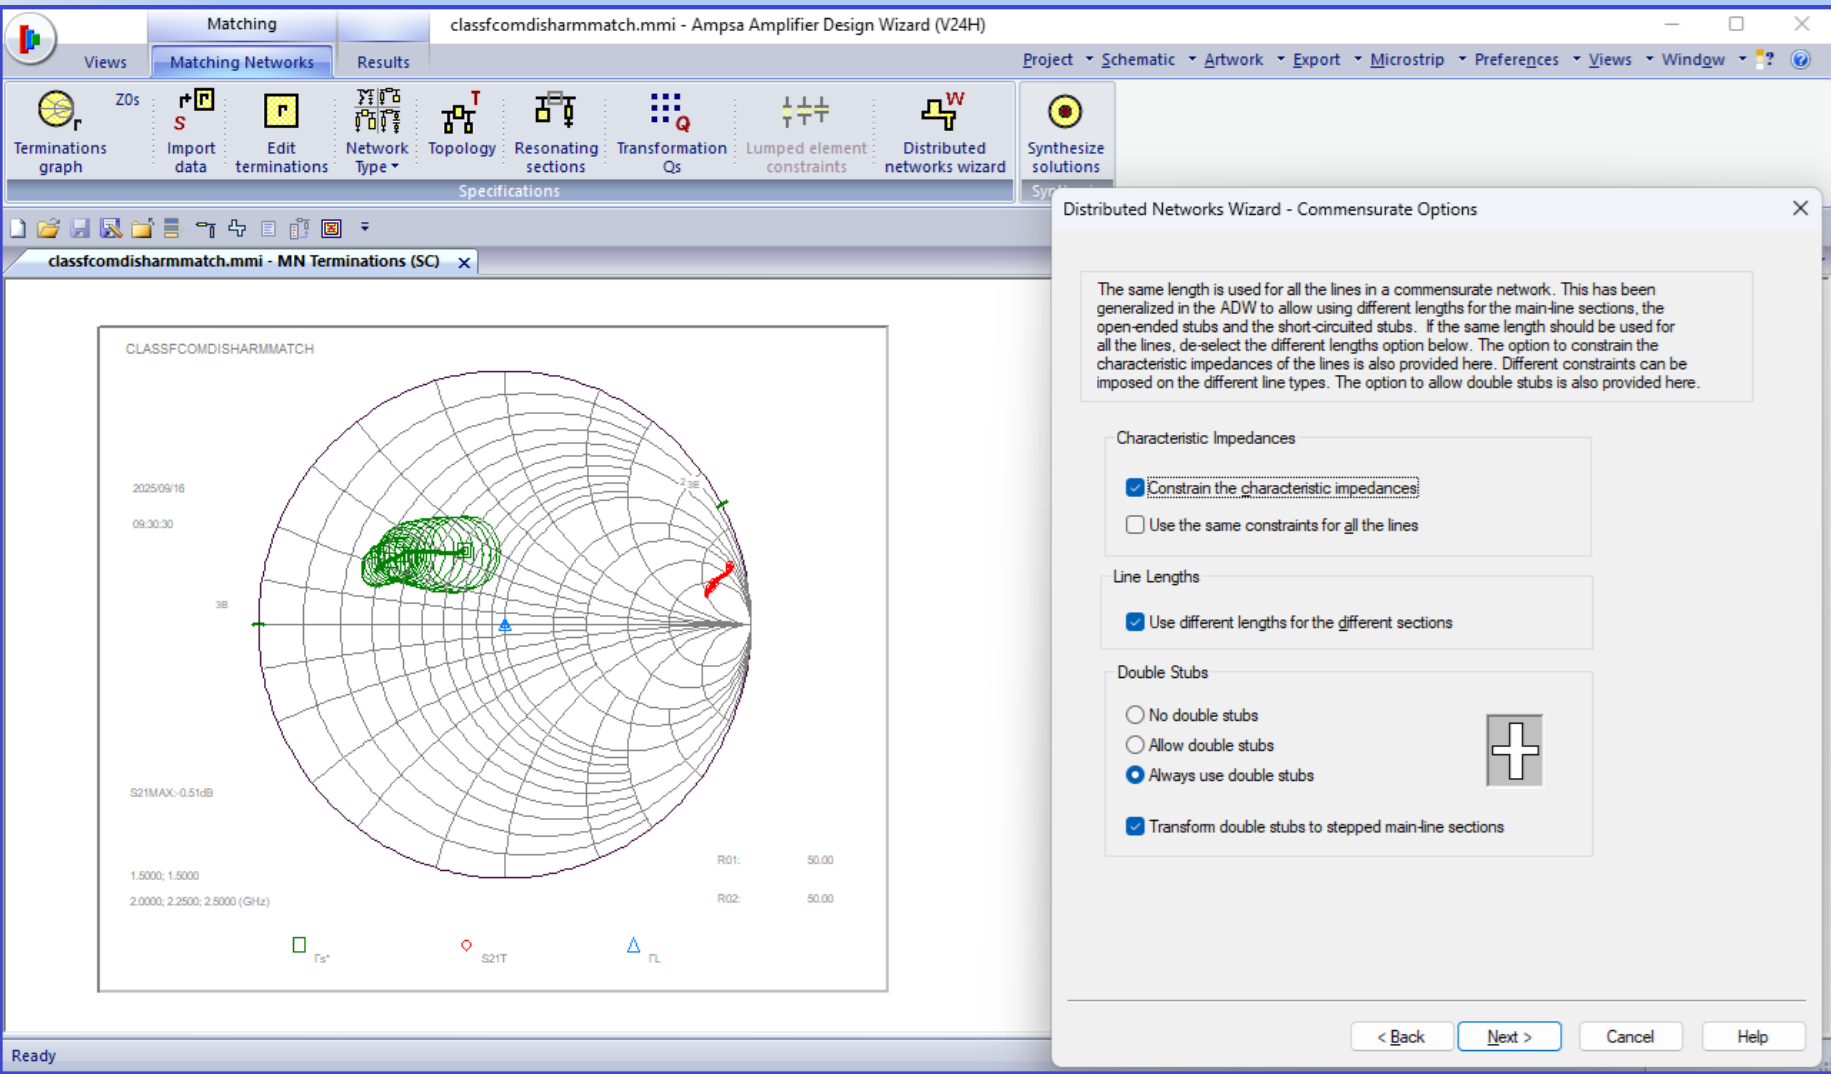 Matching
classfcomdisharmmatch.mmi - Ampsa Amplifier Design Wizard (V24H)
Views
Matching Networks
Results
Project
Schematic
Artwork
Export
Microstrip
Preferences
Views
Window
Terminations
graph
Z0s
Import
data
Edit
terminations
Network
Type
Topology
Resonating
sections
Transformation
Qs
Lumped element
constraints
Distributed
networks wizard
Synthesize
solutions
Specifications
classfcomdisharmmatch.mmi - MN Terminations (SC)
CLASSFCOMDISHARMMATCH
2025/09/16
09:30:30
2
3E
3B
S21MAX:-0.51dB
1.5000; 1.5000
2.0000; 2.2500; 2.5000 (GHz)
R01: 50.00
R02: 50.00
Γs*
S21T
ΓL
Ready
Distributed Networks Wizard - Commensurate Options
The same length is used for all the lines in a commensurate network. This has been
generalized in the ADW to allow using different lengths for the main-line sections, the
open-ended stubs and the short-circuited stubs. If the same length should be used for
all the lines, de-select the different lengths option below. The option to constrain the
characteristic impedances of the lines is also provided here. Different constraints can be
imposed on the different line types. The option to allow double stubs is also provided here.
Characteristic Impedances
Constrain the characteristic impedances
Use the same constraints for all the lines
Line Lengths
Use different lengths for the different sections
Double Stubs
No double stubs
Allow double stubs
Always use double stubs
Transform double stubs to stepped main-line sections
< Back
Next >
Cancel
Help